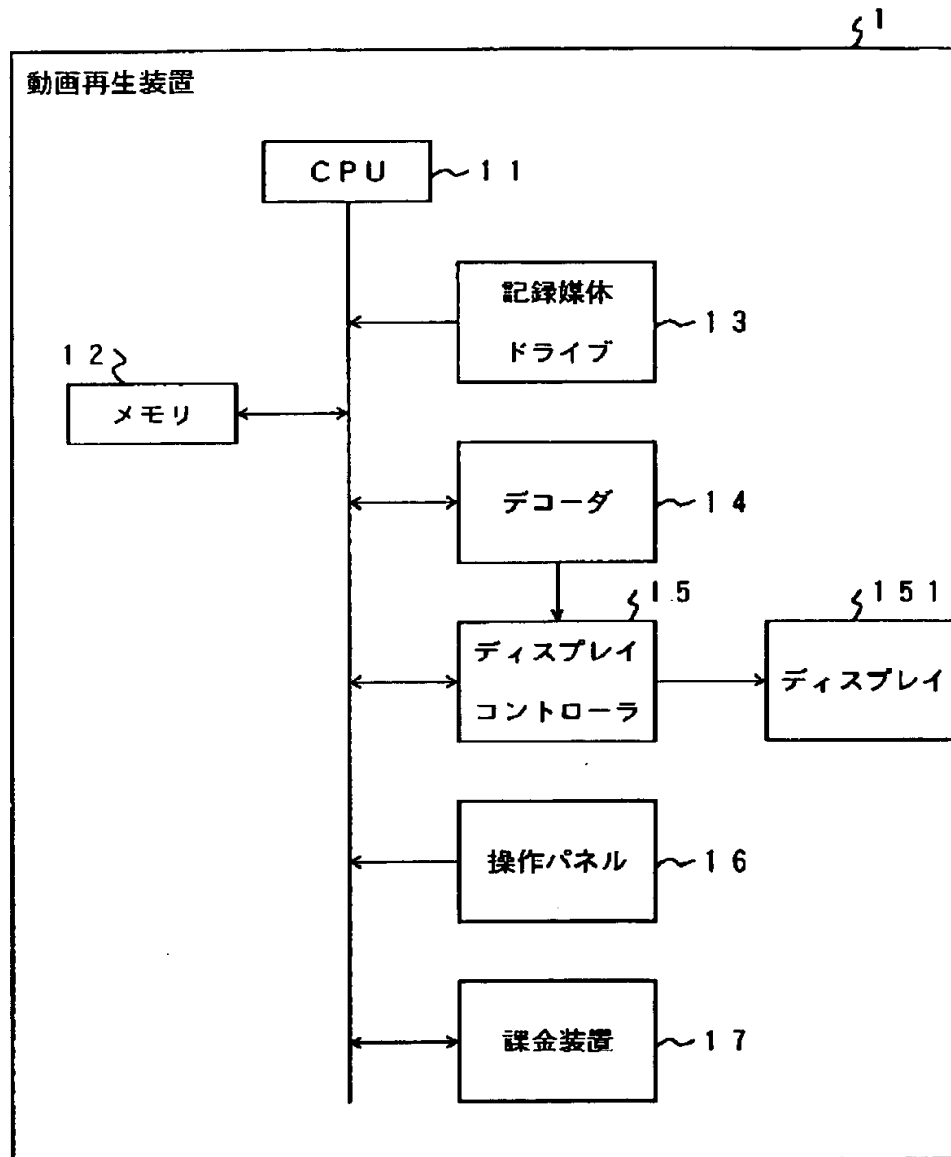 1
動画再生装置
CPU
11
記録媒体
ドライブ
13
12
メモリ
デコーダ
14
15
ディスプレイ
コントローラ
151
ディスプレイ
操作パネル
16
課金装置
17